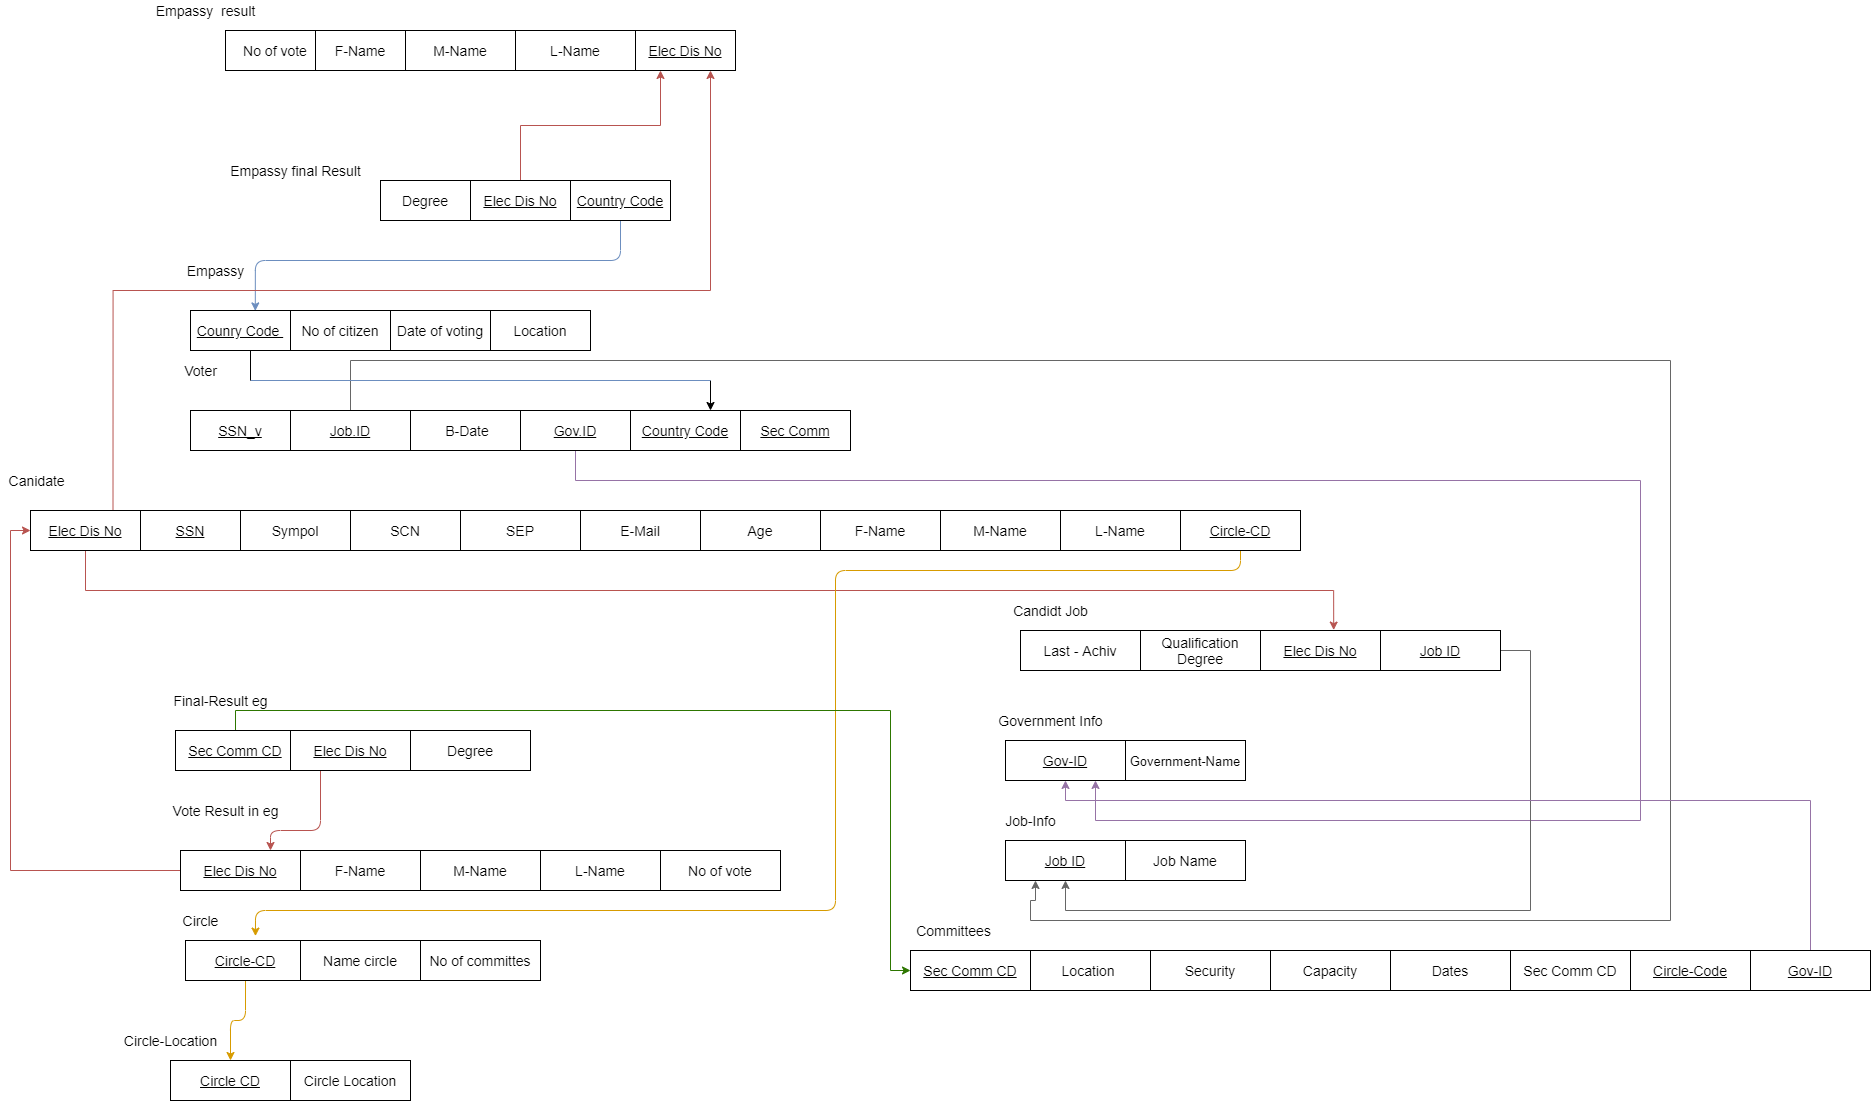 Empassy result
No of vote F-Name M-Name L-Name Elec Dis No
Empassy final Result
Degree Elec Dis No Country Code
Empassy
Counry Code No of citizen Date of voting Location
Voter
SSN_v Job.ID B-Date Gov.ID Country Code Sec Comm
Canidate
Elec Dis No SSN Sympol SCN SEP E-Mail Age F-Name M-Name L-Name Circle-CD
Candidt Job
Last - Achiv Qualification Degree Elec Dis No Job ID
Final-Result eg
Sec Comm CD Elec Dis No Degree
Government Info
Gov-ID Government-Name
Vote Result in eg
Elec Dis No F-Name M-Name L-Name No of vote
Job-Info
Job ID Job Name
Circle
Circle-CD Name circle No of committes
Committees
Sec Comm CD Location Security Capacity Dates Sec Comm CD Circle-Code Gov-ID
Circle-Location
Circle CD Circle Location